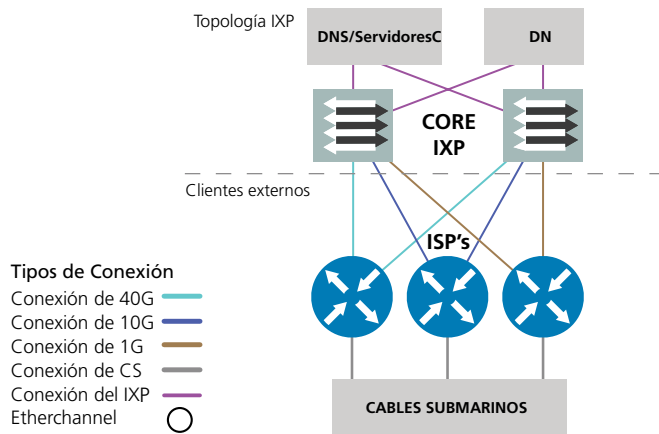 Topología IXP
DNS/ServidoresC
DN
CORE
IXP
Clientes externos
ISP's
Tipos de Conexión
Conexión de 40G
Conexión de 10G
Conexión de 1G
Conexión de CS
Conexión del IXP
Etherchannel
CABLES SUBMARINOS